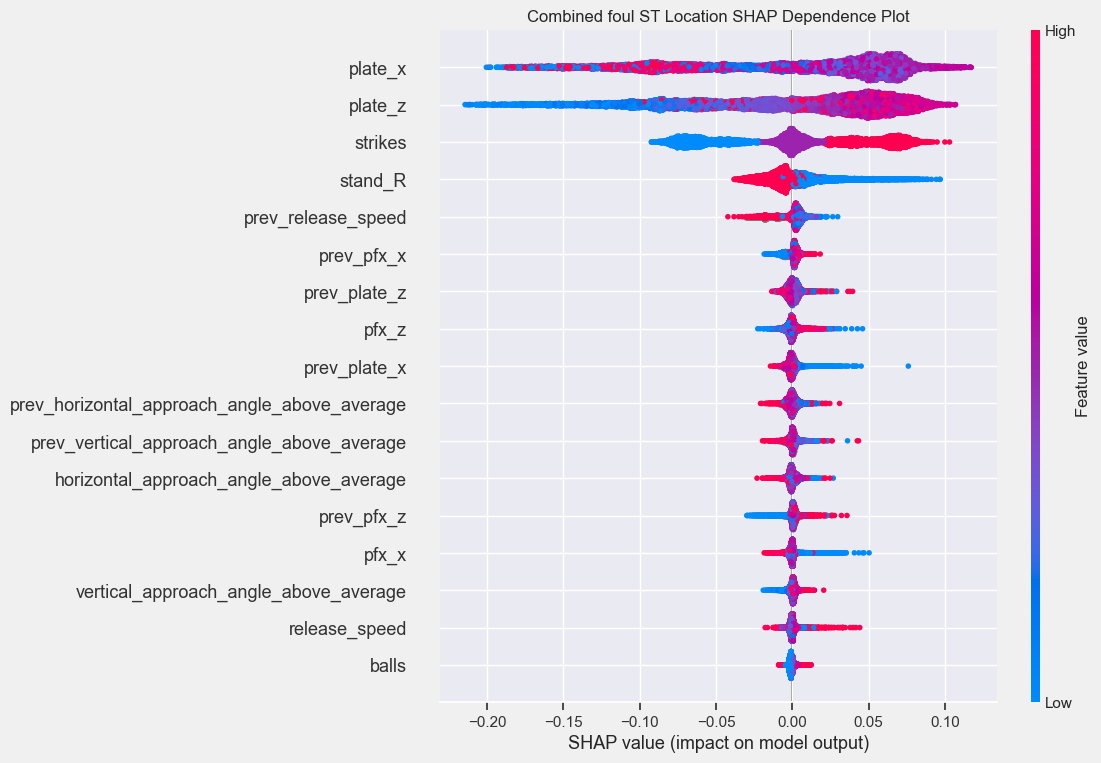 Combined foul ST Location SHAP Dependence Plot
High
plate_x
plate_z
strikes
stand_R
prev_release_speed
prev_pfx_x
prev_plate_z
pfx_z
prev_plate_x
prev_horizontal_approach_angle_above_average
prev_vertical_approach_angle_above_average
horizontal_approach_angle_above_average
prev_pfx_z
pfx_x
vertical_approach_angle_above_average
release_speed
balls
Feature value
Low
−0.20 −0.15 −0.10 −0.05 0.00 0.05 0.10
SHAP value (impact on model output)